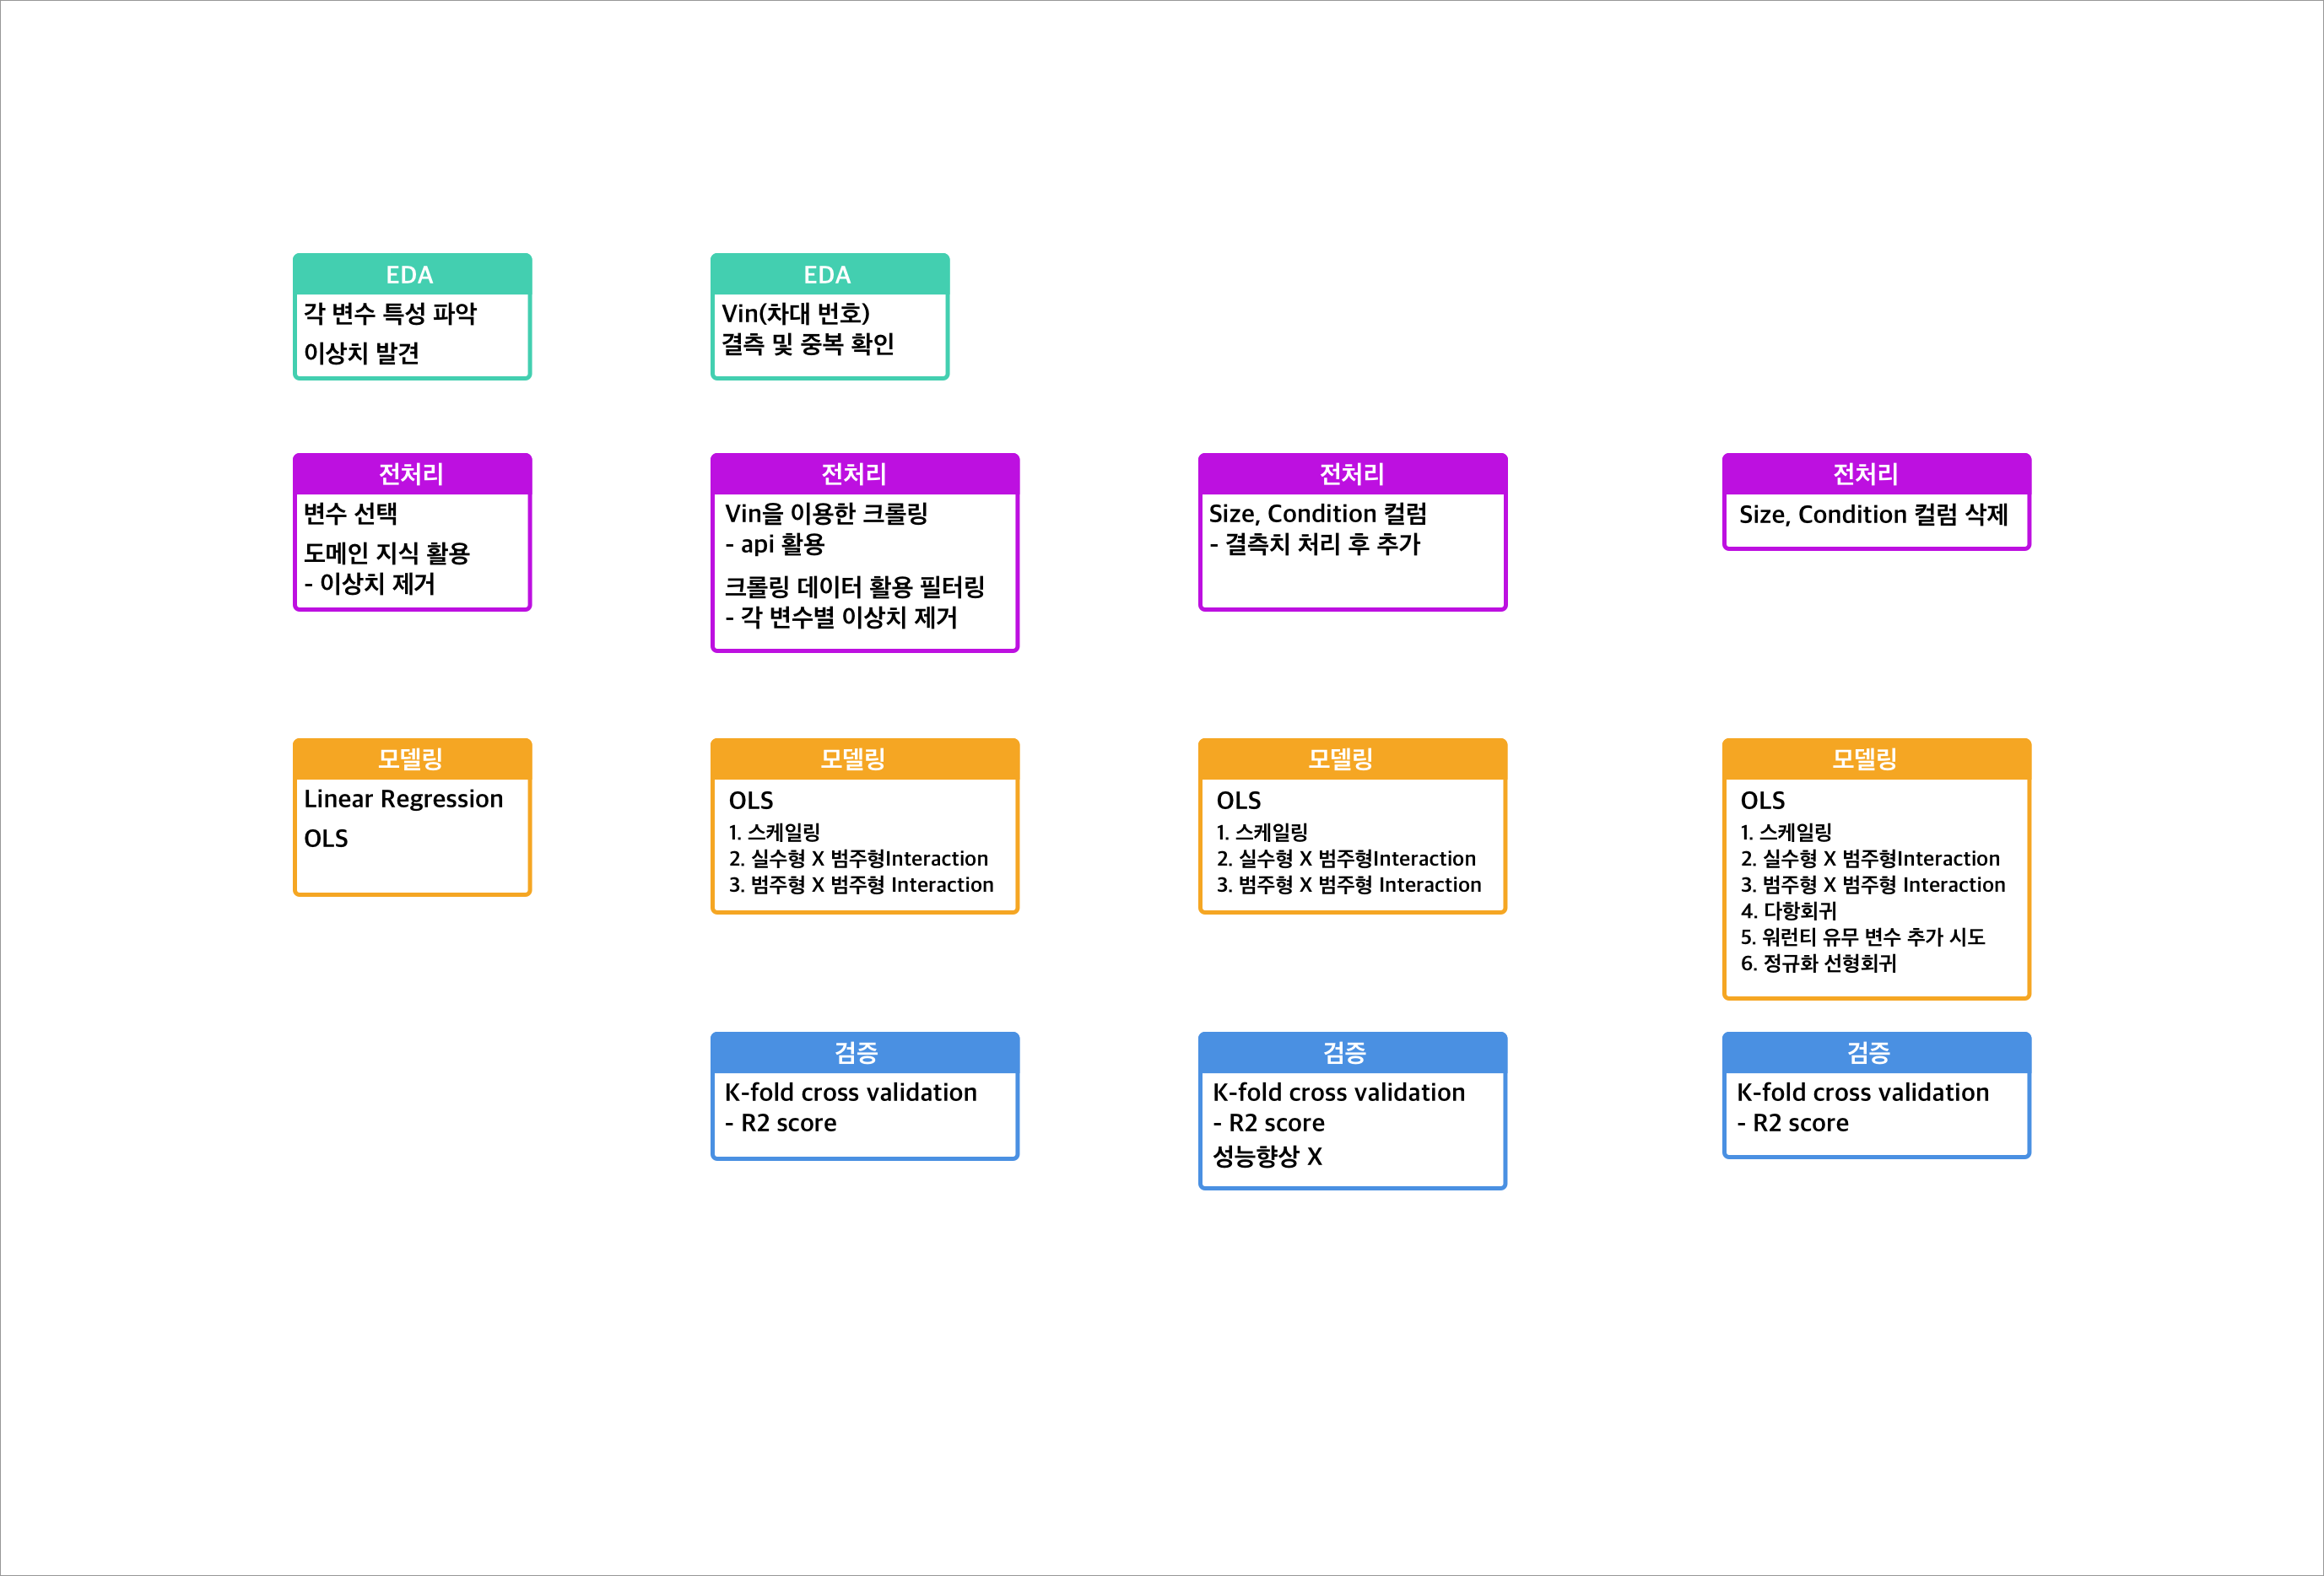 EDA
각 변수 특성 파악
이상치 발견
EDA
Vin(차대 번호)
결측 및 중복 확인
전처리
변수 선택
도메인 지식 활용
- 이상치 제거
전처리
Vin을 이용한 크롤링
- api 활용
크롤링 데이터 활용 필터링
- 각 변수별 이상치 제거
전처리
Size, Condition 컬럼
- 결측치 처리 후 추가
전처리
Size, Condition 컬럼 삭제
모델링
Linear Regression
OLS
모델링
OLS
1. 스케일링
2. 실수형 X 범주형Interaction
3. 범주형 X 범주형 Interaction
모델링
OLS
1. 스케일링
2. 실수형 X 범주형Interaction
3. 범주형 X 범주형 Interaction
모델링
OLS
1. 스케일링
2. 실수형 X 범주형Interaction
3. 범주형 X 범주형 Interaction
4. 다항회귀
5. 워런티 유무 변수 추가 시도
6. 정규화 선형회귀
검증
K-fold cross validation
- R2 score
검증
K-fold cross validation
- R2 score
성능향상 X
검증
K-fold cross validation
- R2 score